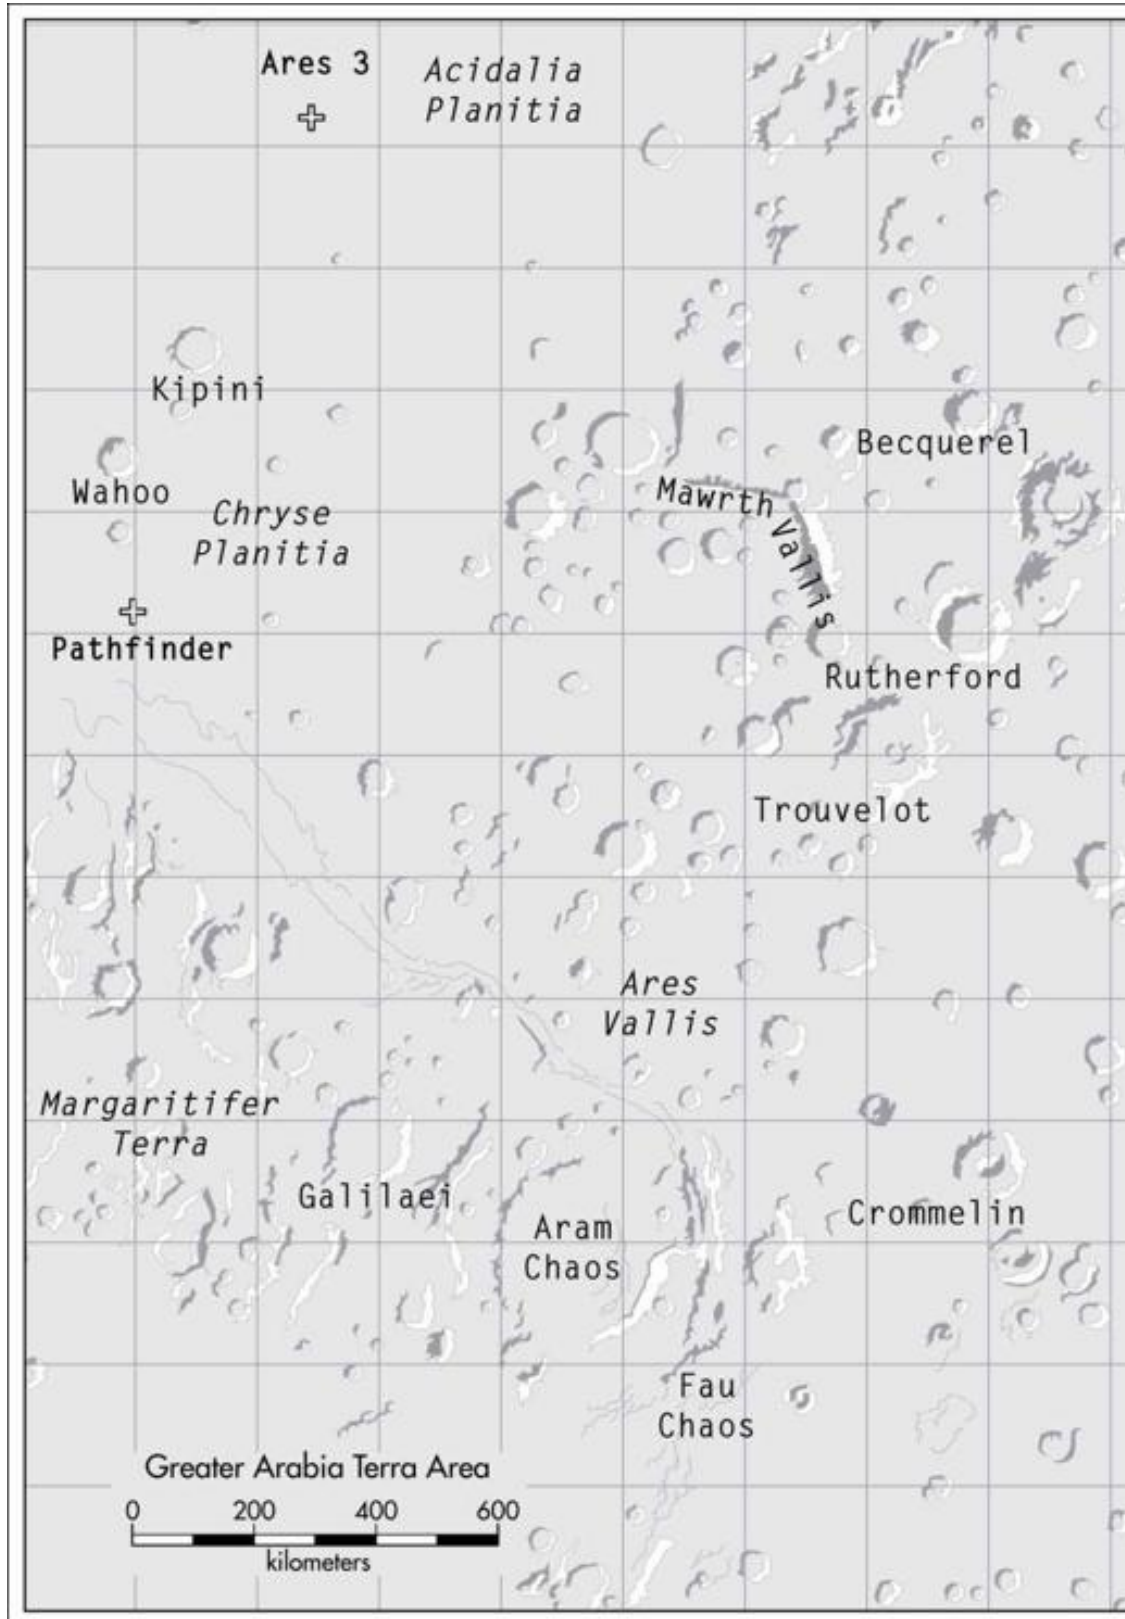 Ares 3
Acidalia
Planitia
Kipini
Becquerel
Wahoo
Mawrth Vallis
Chryse
Planitia
Pathfinder
Rutherford
Trouvelot
Ares
Vallis
Margaritifer
Terra
Galilaei
Crommelin
Aram
Chaos
Fau
Chaos
Greater Arabia Terra Area
0 200 400 600
kilometers